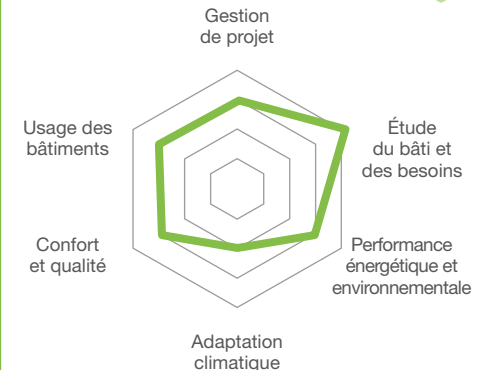 Gestion
de projet
Étude
du bâti et
des besoins
Performance
énergétique et
environnementale
Adaptation
climatique
Confort
et qualité
Usage des
bâtiments